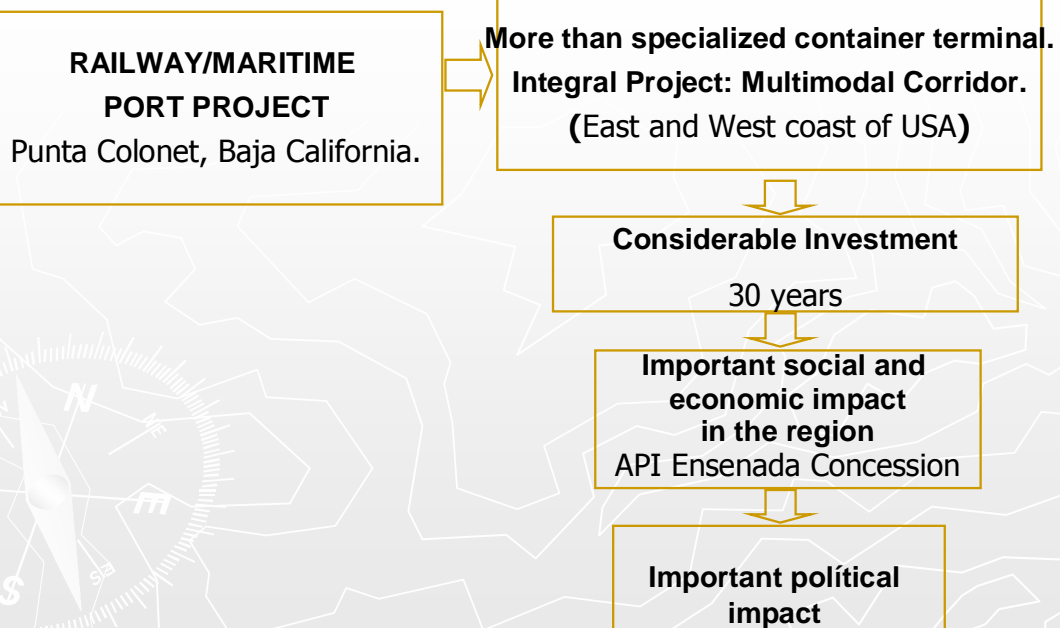 RAILWAY/MARITIME
PORT PROJECT
Punta Colonet, Baja California.
More than specialized container terminal.
Integral Project: Multimodal Corridor.
(East and West coast of USA)
Considerable Investment
30 years
Important social and
economic impact
in the region
API Ensenada Concession
Important polítical
impact
N
NE
E
ES
S